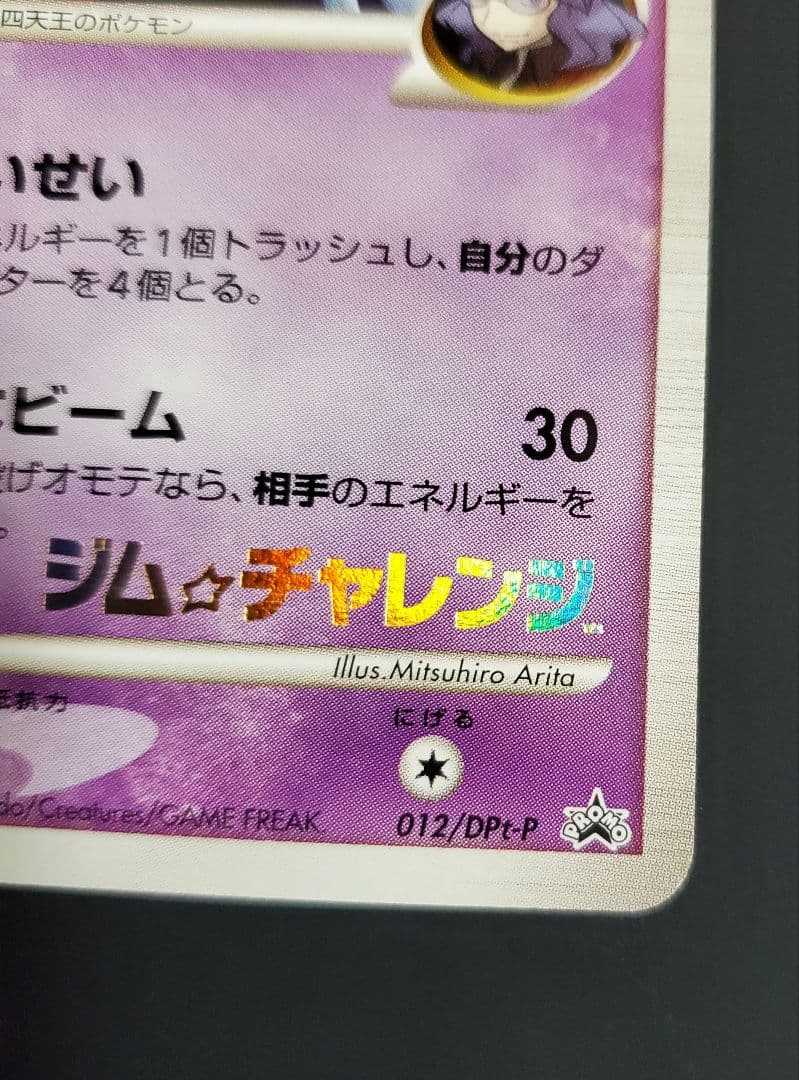 四天王のポケモン
いせい
ルギーを1個トラッシュし、自分のダ
ターを4個とる。
ビーム 30
げオモテなら、相手のエネルギーを
。
ジム☆チャレンジ
Illus.Mitsuhiro Arita
抵抗力
にげる
do/Creatures/GAME FREAK.
012/DPt-P
PROMO